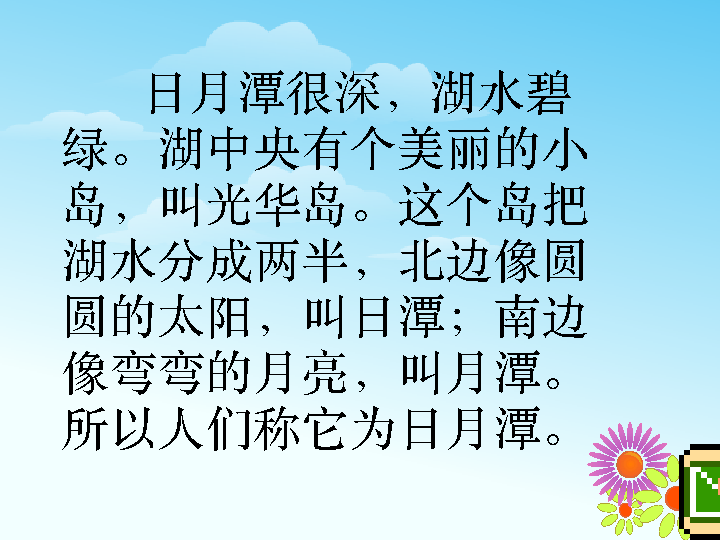 日月潭很深，湖水碧
绿。湖中央有个美丽的小
岛，叫光华岛。这个岛把
湖水分成两半，北边像圆
圆的太阳，叫日潭；南边
像弯弯的月亮，叫月潭。
所以人们称它为日月潭。